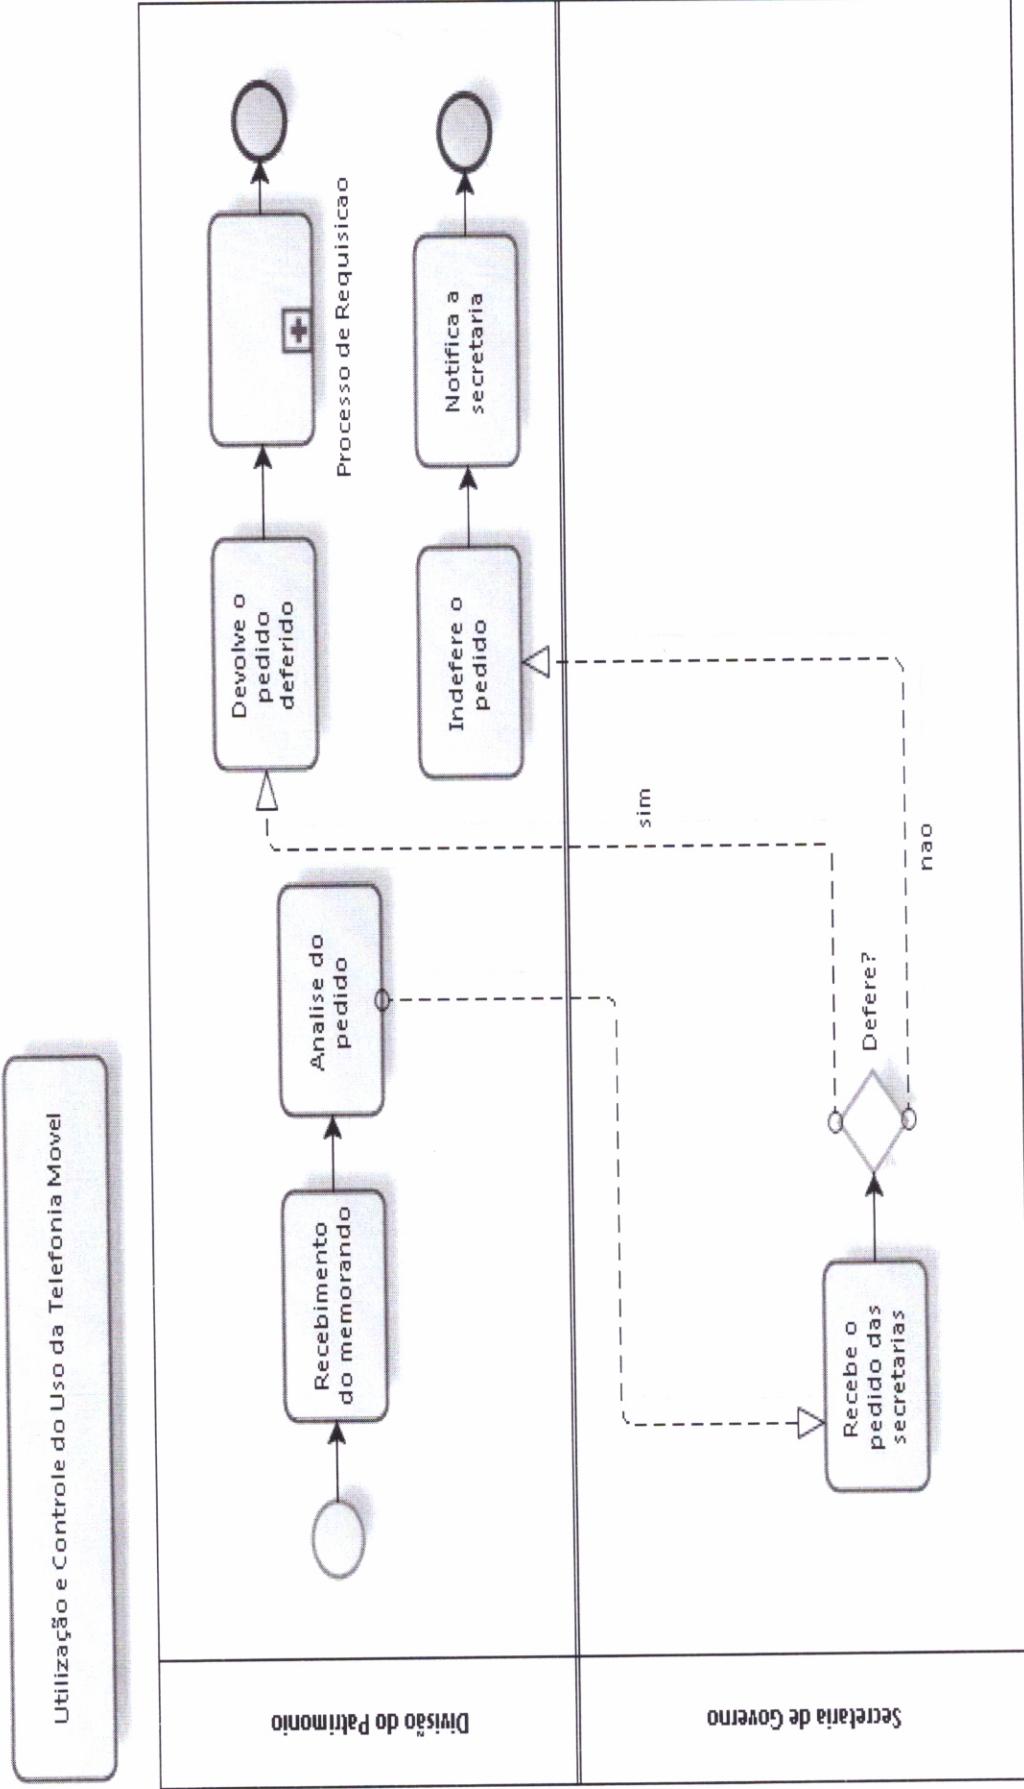 Utilização e Controle do Uso da Telefonia Movel
Divisão do Patrimonio
Recebimento
do memorando
Analise do
pedido
Devolve o
pedido
deferido
Processo de Requisicao
Indefere o
pedido
Notifica a
secretaria
Secretaria de Governo
Recebe o
pedido das
secretarias
Defere?
sim
nao